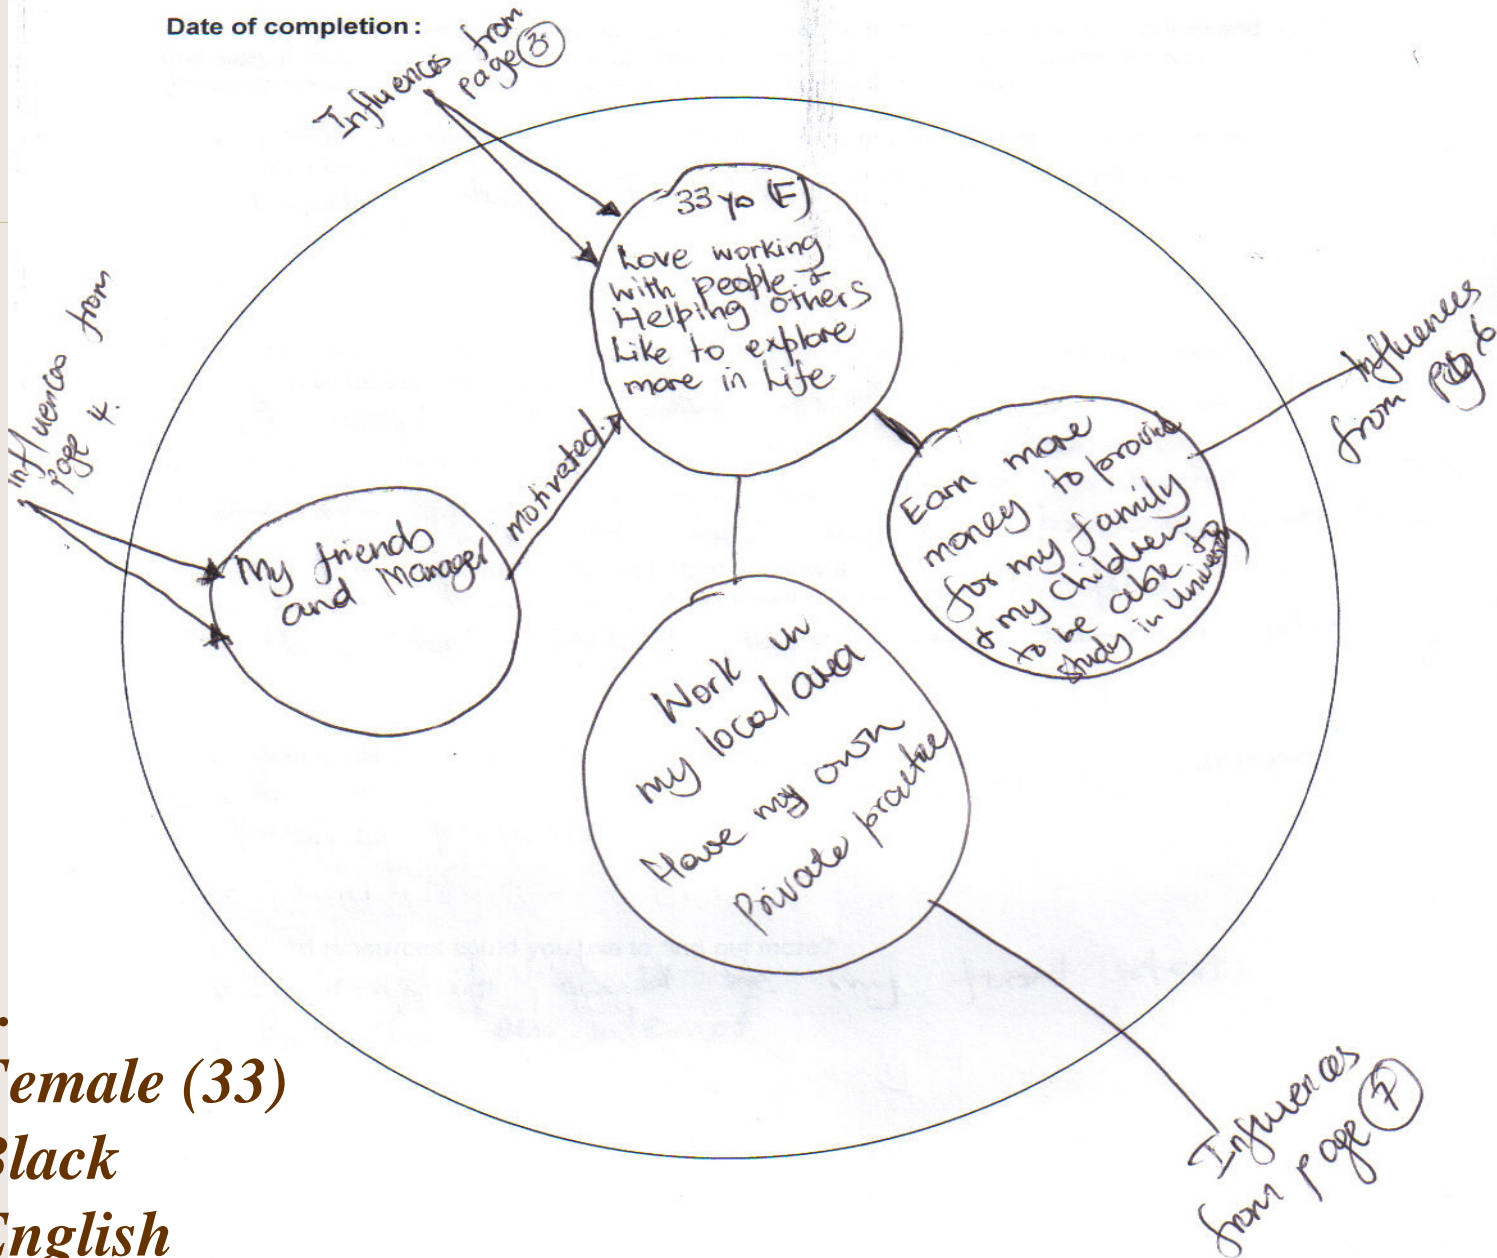 Date of completion :
Influences from
page 3
33 yo (F)
Love working
with people &
Helping others
Like to explore
more in Life
Influences from
Page 4.
motivated
My friends
and Manager
Earn more
money to provide
for my family
& my children
to be able to
study in University
Influences
from pg 6
Work in
my local area
Have my own
Private practice
Influences
from page 7
emale (33)
lack
nglish